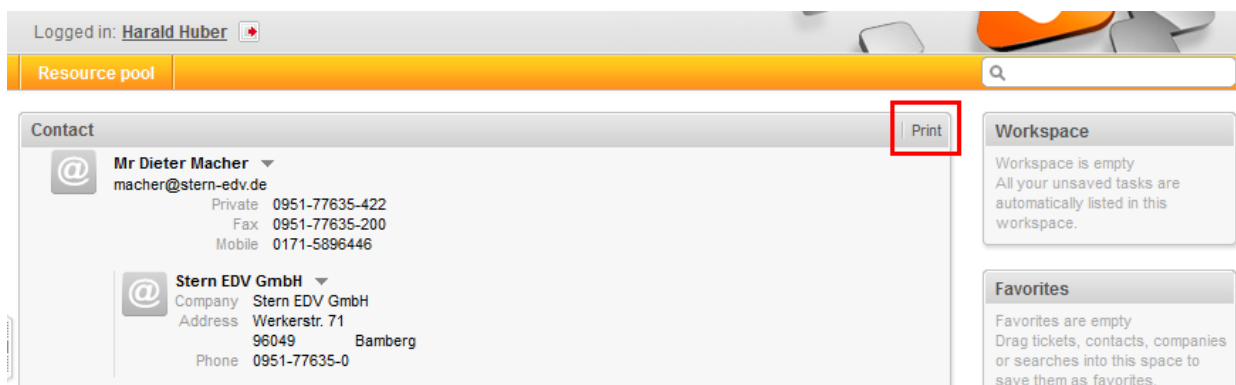 Logged in: Harald Huber
Resource pool
Contact
Print
Mr Dieter Macher
macher@stern-edv.de
Private 0951-77635-422
Fax 0951-77635-200
Mobile 0171-5896446
Stern EDV GmbH
Company Stern EDV GmbH
Address Werkerstr. 71
96049 Bamberg
Phone 0951-77635-0
Workspace
Workspace is empty
All your unsaved tasks are
automatically listed in this
workspace.
Favorites
Favorites are empty
Drag tickets, contacts, companies
or searches into this space to
save them as favorites.